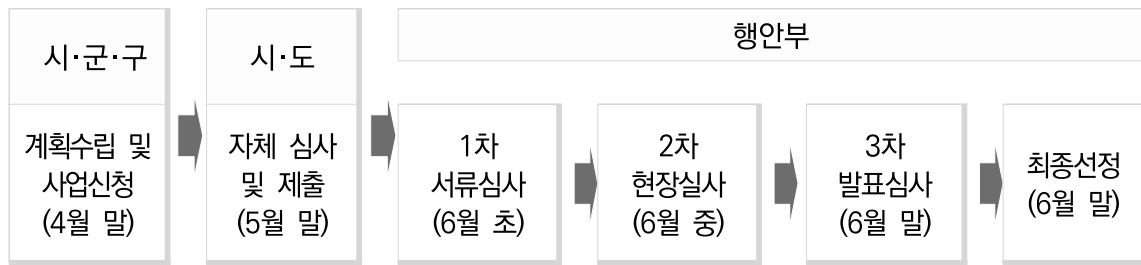 시·군·구
계획수립 및
사업신청
(4월 말)
시·도
자체 심사
및 제출
(5월 말)
행안부
1차
서류심사
(6월 초)
2차
현장실사
(6월 중)
3차
발표심사
(6월 말)
최종선정
(6월 말)